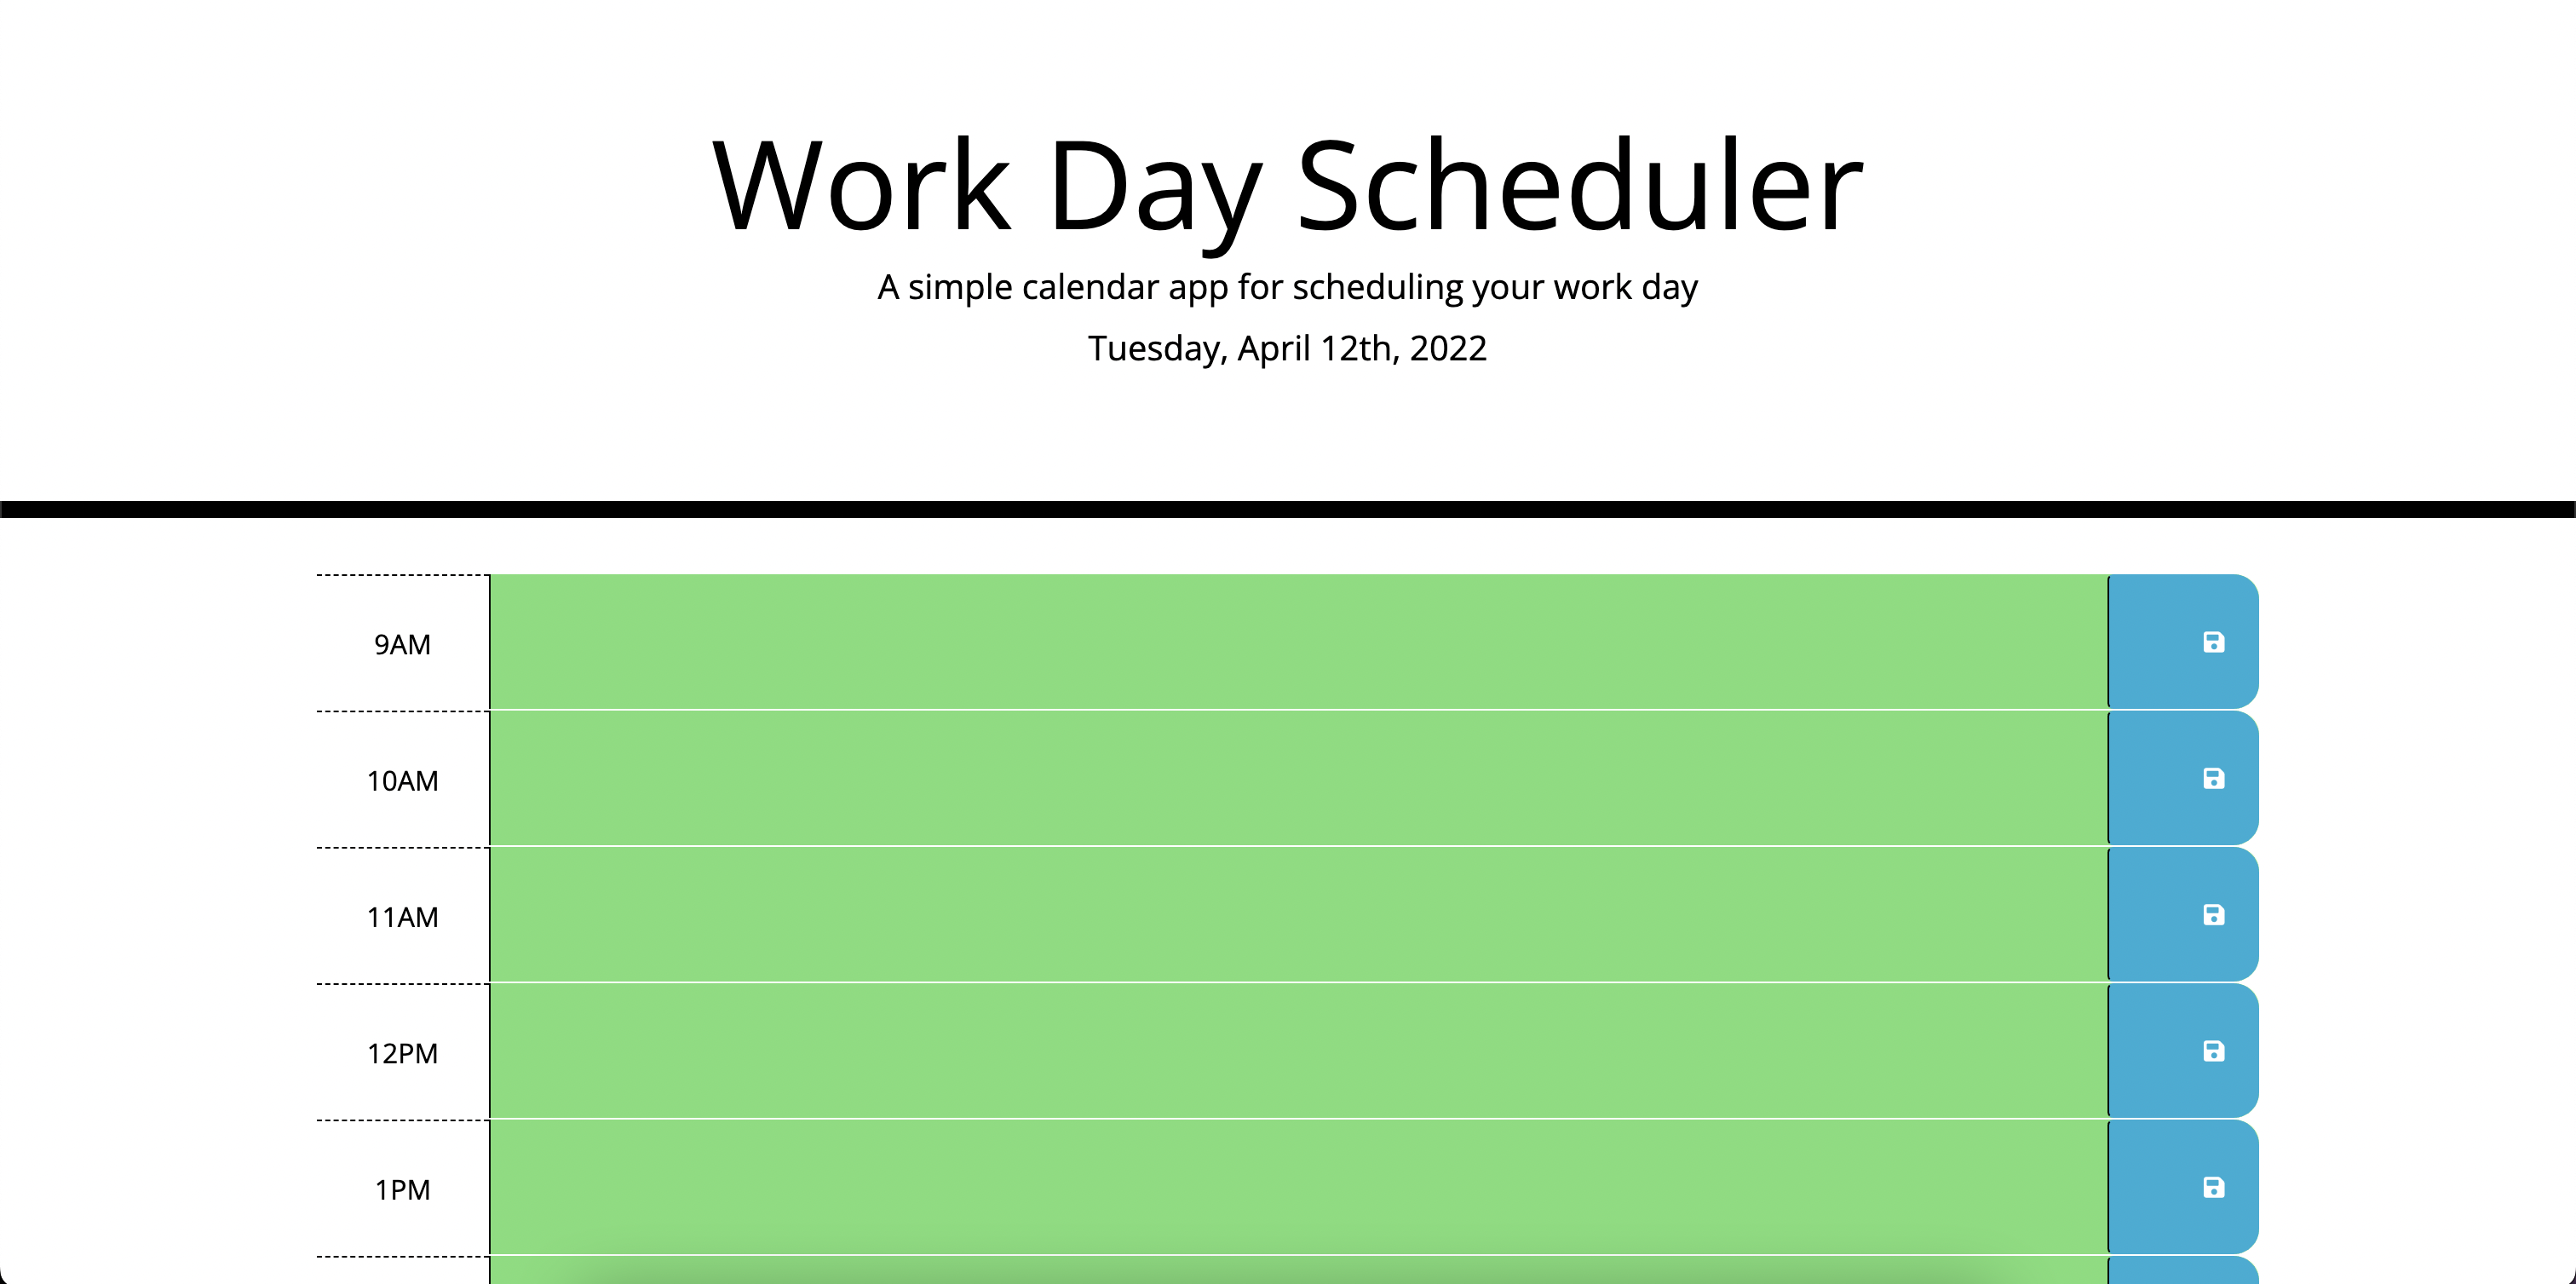 Work Day Scheduler
A simple calendar app for scheduling your work day
Tuesday, April 12th, 2022
9AM
10AM
11AM
12PM
1PM